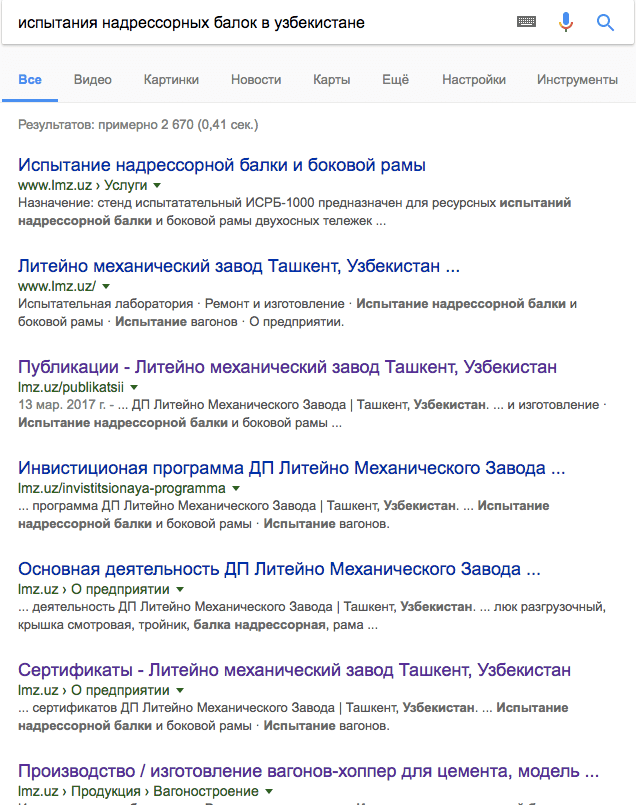 испытания надрессорных балок в узбекистане
Все Видео Картинки Новости Карты Ещё Настройки Инструменты
Результатов: примерно 2 670 (0,41 сек.)
Испытание надрессорной балки и боковой рамы
www.lmz.uz › Услуги
Назначение: стенд испытатательный ИСРБ-1000 предназначен для ресурсных испытаний
надрессорной балки и боковой рамы двухосных тележек ...
Литейно механический завод Ташкент, Узбекистан ...
www.lmz.uz/
Испытательная лаборатория · Ремонт и изготовление · Испытание надрессорной балки и
боковой рамы · Испытание вагонов · О предприятии.
Публикации - Литейно механический завод Ташкент, Узбекистан
lmz.uz/publikatsii
13 мар. 2017 г. - ... ДП Литейно Механического Завода | Ташкент, Узбекистан. ... и изготовление ·
Испытание надрессорной балки и боковой рамы ...
Инвистиционая программа ДП Литейно Механического Завода ...
lmz.uz/invistitsionaya-programma
... программа ДП Литейно Механического Завода | Ташкент, Узбекистан. ... Испытание
надрессорной балки и боковой рамы · Испытание вагонов.
Основная деятельность ДП Литейно Механического Завода ...
lmz.uz › О предприятии
... деятельность ДП Литейно Механического Завода | Ташкент, Узбекистан. ... люк разгрузочный,
крышка смотровая, тройник, балка надрессорная, рама ...
Сертификаты - Литейно механический завод Ташкент, Узбекистан
lmz.uz › О предприятии
... сертификатов ДП Литейно Механического Завода | Ташкент, Узбекистан. ... Испытание
надрессорной балки и боковой рамы · Испытание вагонов.
Производство / изготовление вагонов-хоппер для цемента, модель ...
lmz.uz › Продукция › Вагоностроение